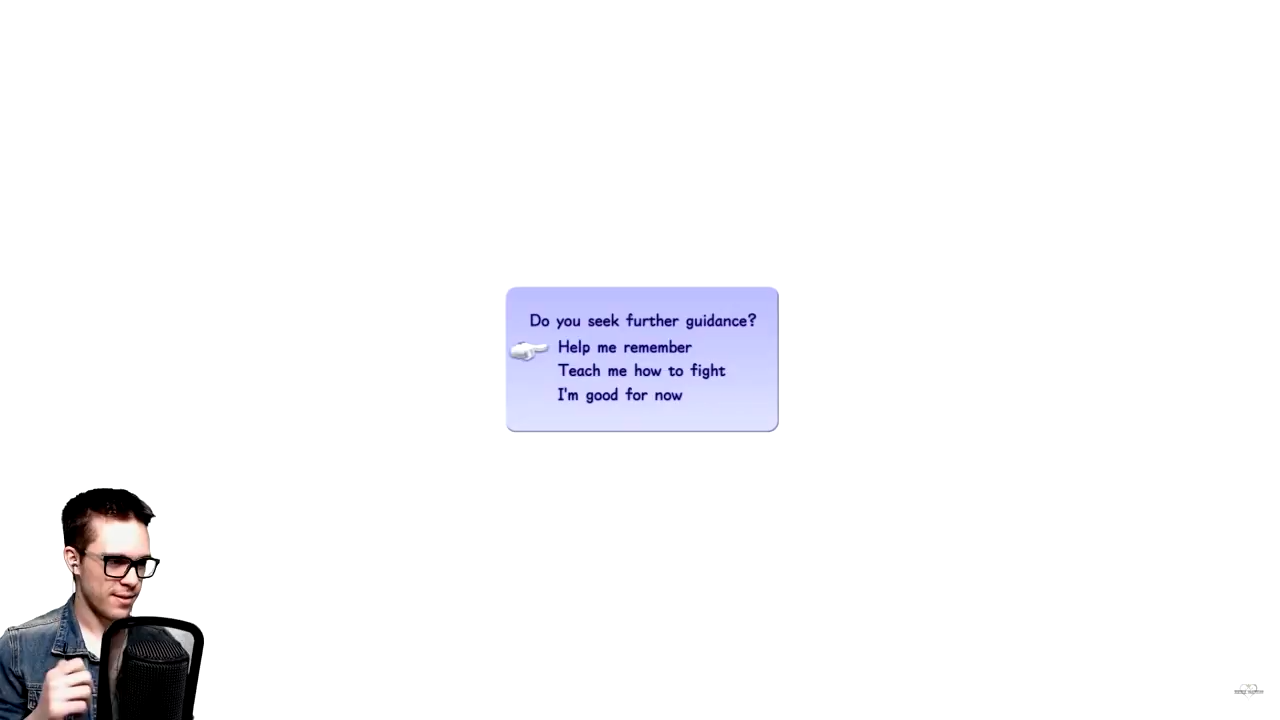 Do you seek further guidance?
Help me remember
Teach me how to fight
I'm good for now